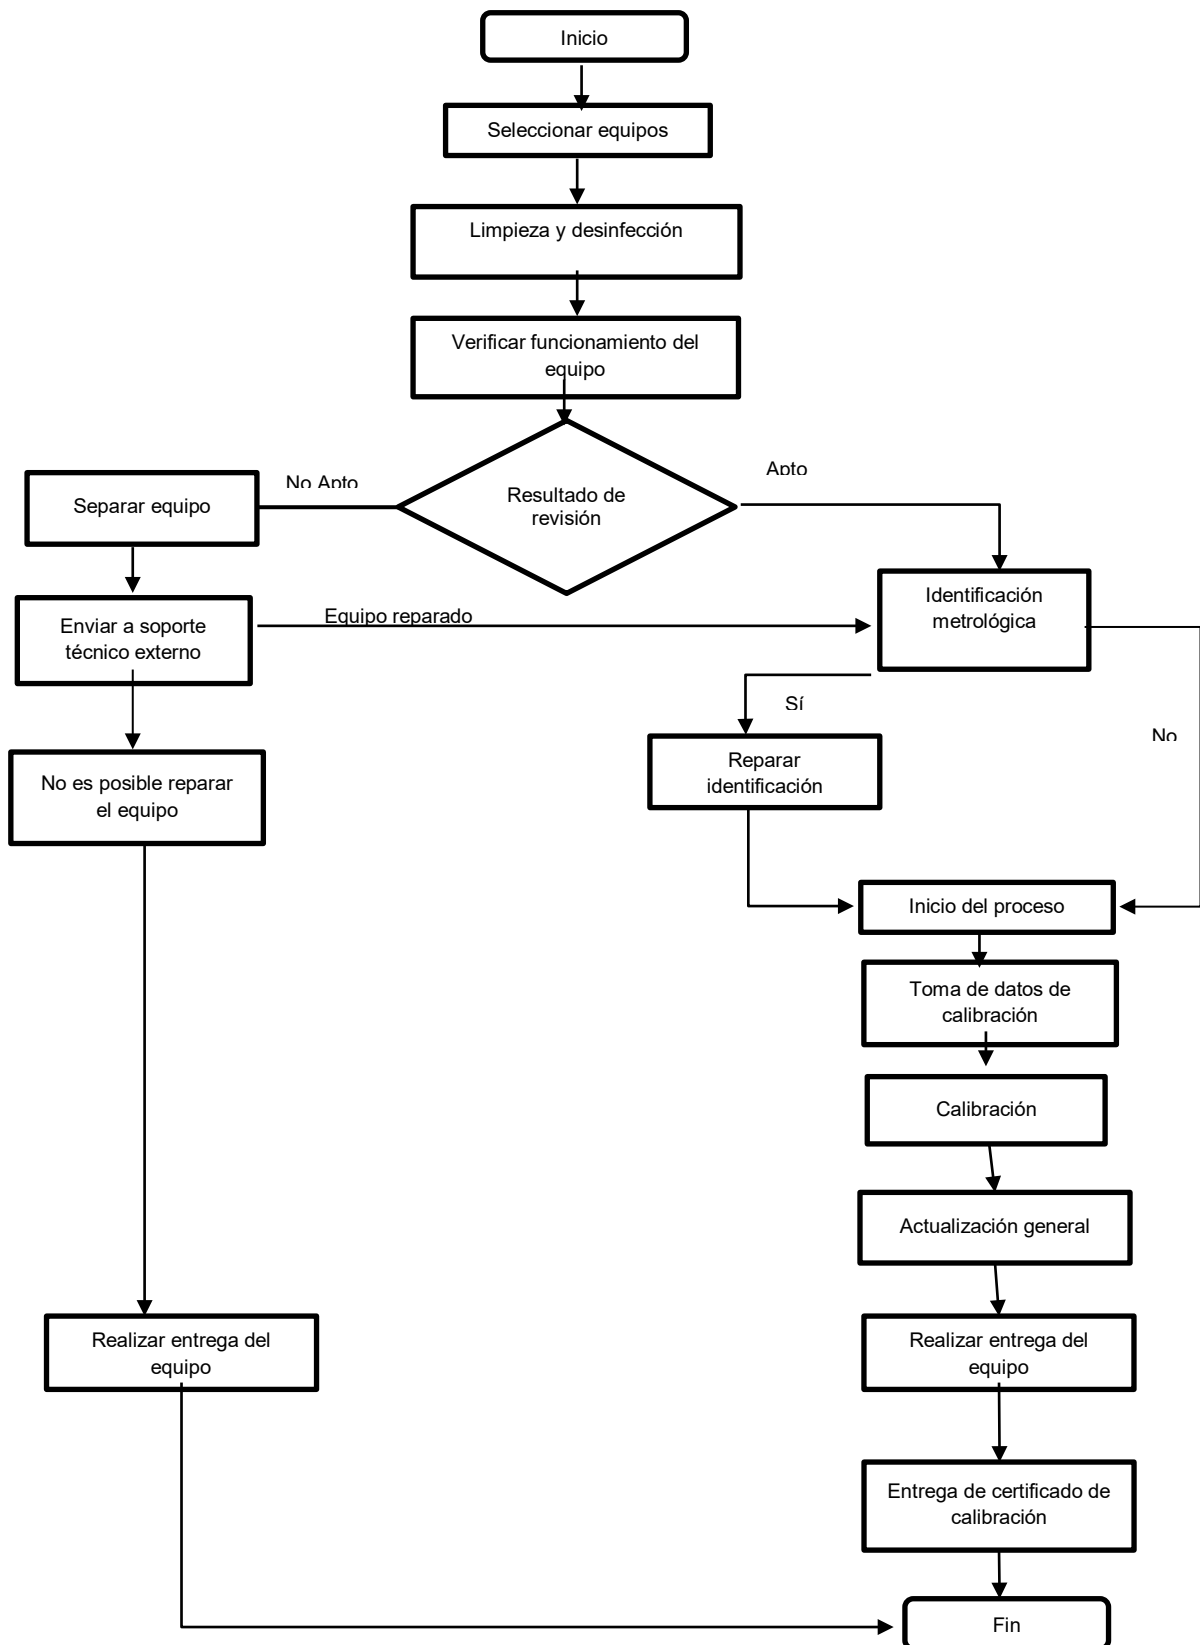 Inicio
Seleccionar equipos
Limpieza y desinfección
Verificar funcionamiento del
equipo
No Apto
Apto
Resultado de
revisión
Separar equipo
Identificación
metrológica
Enviar a soporte
técnico externo
Equipo reparado
Sí
No
No es posible reparar
el equipo
Reparar
identificación
Inicio del proceso
Toma de datos de
calibración
Calibración
Actualización general
Realizar entrega del
equipo
Realizar entrega del
equipo
Entrega de certificado de
calibración
Fin